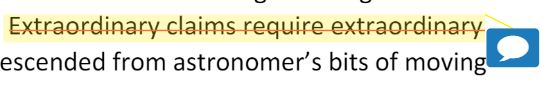 Extraordinary claims require extraordinary
escended from astronomer's bits of moving